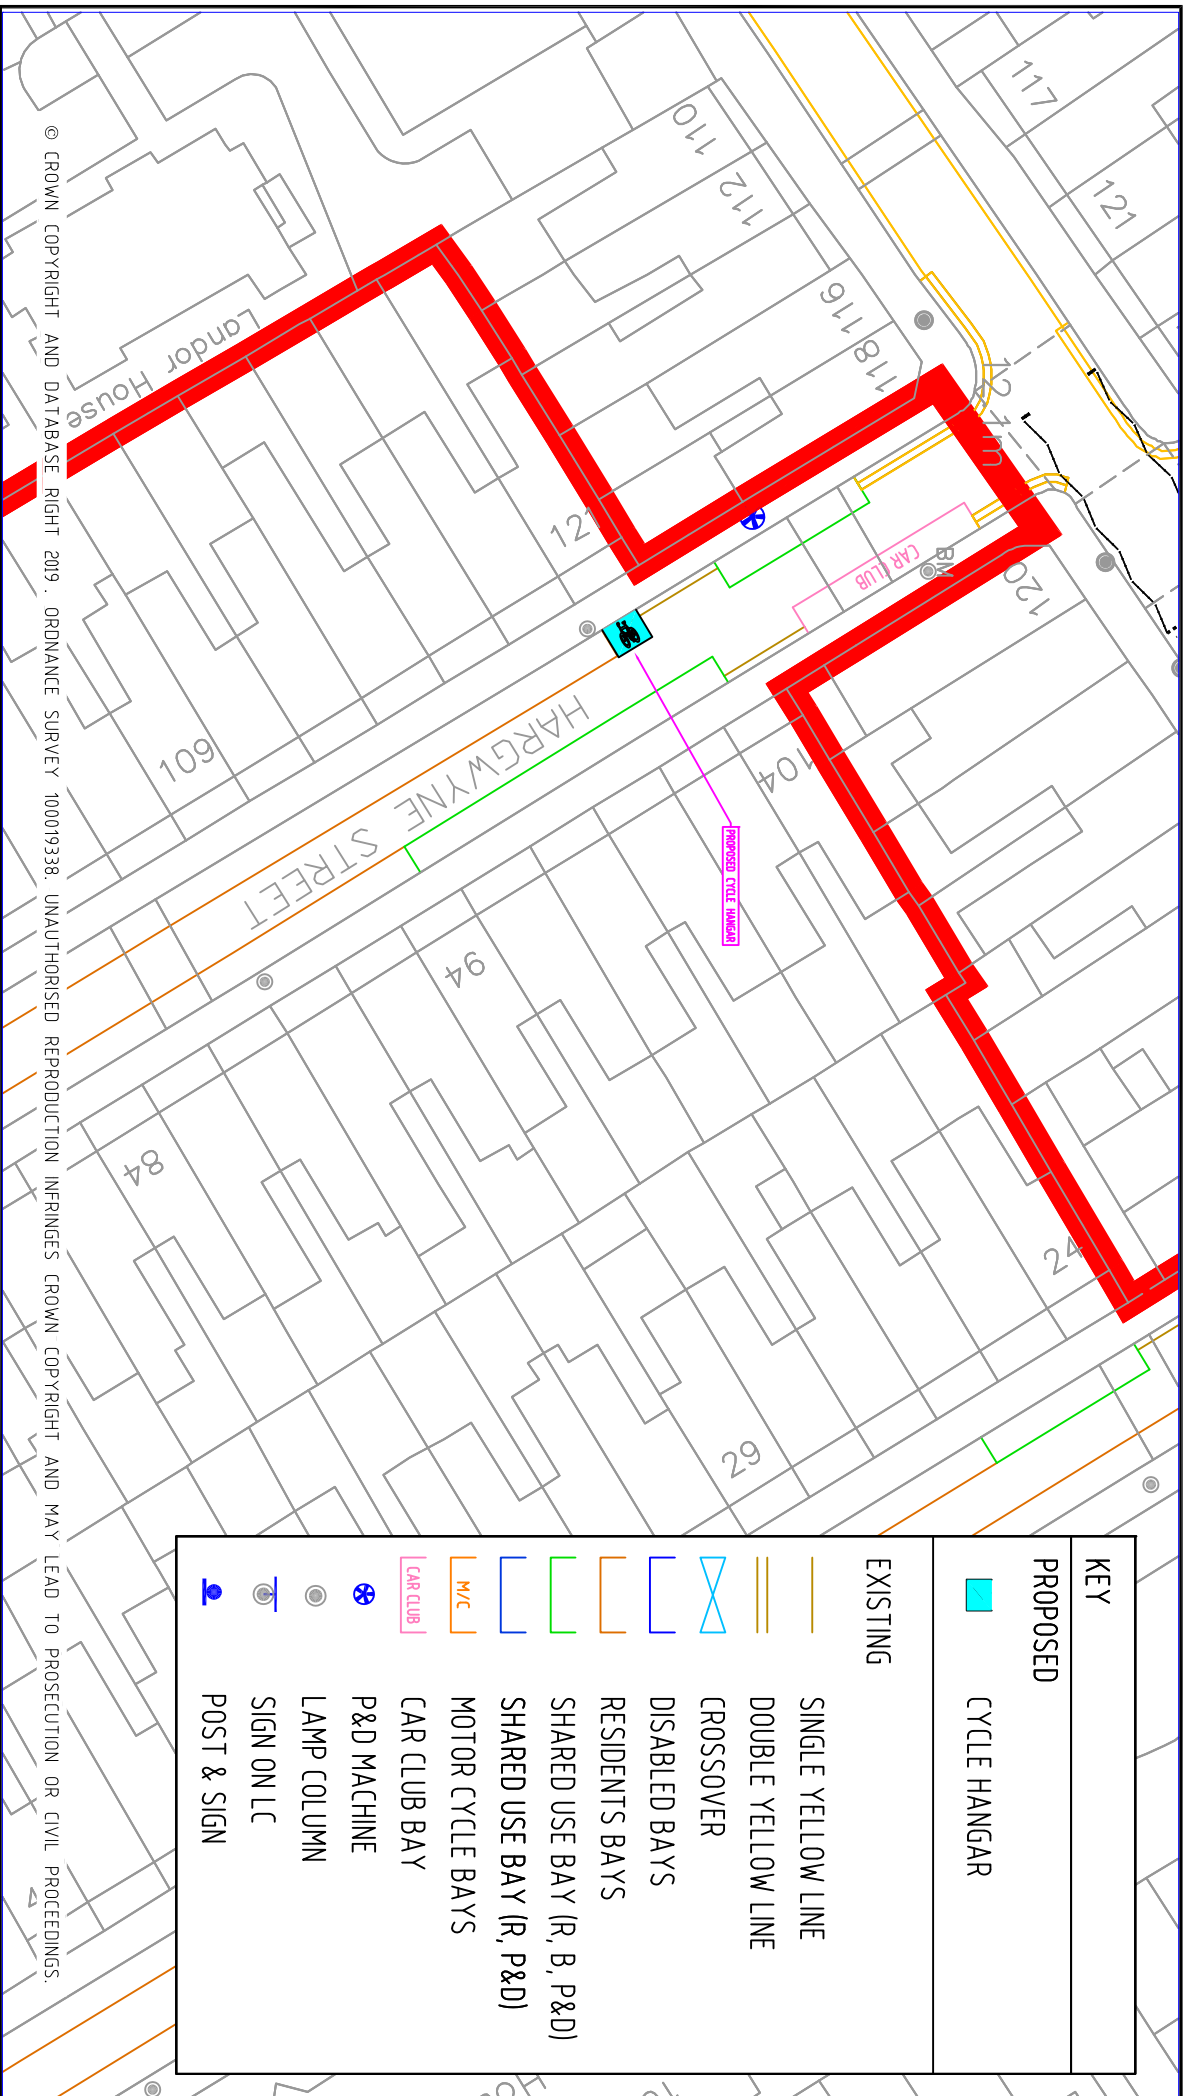 117
121
110
112
116
118
12.1m
120
BM
CAR CLUB
Landor House
121
109
HARGWYNE STREET
PROPOSED CYCLE HANGAR
104
94
84
24
29
KEY
PROPOSED
CYCLE HANGAR
EXISTING
SINGLE YELLOW LINE
DOUBLE YELLOW LINE
CROSSOVER
DISABLED BAYS
RESIDENTS BAYS
SHARED USE BAY (R, B, P&D)
SHARED USE BAY (R, P&D)
M/C MOTOR CYCLE BAYS
CAR CLUB CAR CLUB BAY
P&D MACHINE
LAMP COLUMN
SIGN ON LC
POST & SIGN
© CROWN COPYRIGHT AND DATABASE RIGHT 2019. ORDNANCE SURVEY 100019338. UNAUTHORISED REPRODUCTION INFRINGES CROWN COPYRIGHT AND MAY LEAD TO PROSECUTION OR CIVIL PROCEEDINGS.